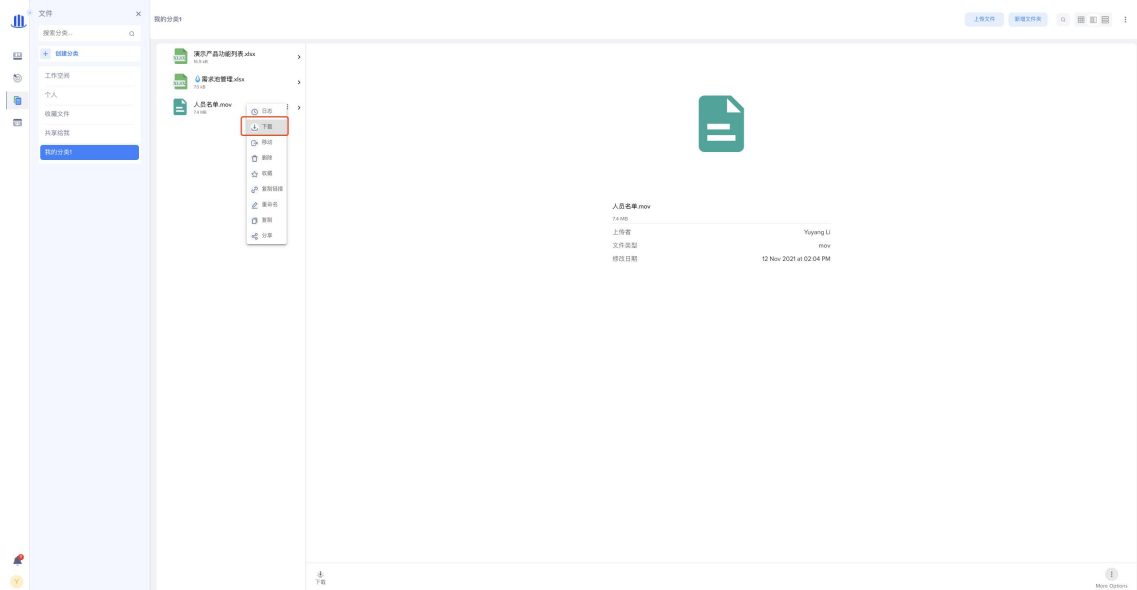 文件
×
我的分类1
上传文件
新增文件夹
搜索分类...
+ 创建分类
工作空间
个人
收藏文件
共享给我
我的分类1
演示产品功能列表.xlsx
💧需求池管理.xlsx
人员名单.mov
7.4 MB
日志
下载
移动
删除
收藏
复制链接
重命名
复制
分享
人员名单.mov
7.4 MB
上传者 Yuyang Li
文件类型 mov
修改日期 12 Nov 2021 at 02:04 PM
下载
More Options
Y